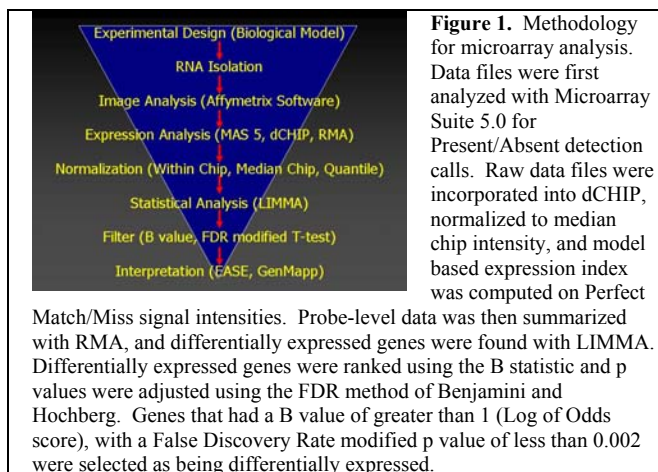 Experimental Design (Biological Model)
RNA Isolation
Image Analysis (Affymetrix Software)
Expression Analysis (MAS 5, dCHIP, RMA)
Normalization (Within Chip, Median Chip, Quantile)
Statistical Analysis (LIMMA)
Filter (B value, FDR modified T-test)
Interpretation (EASE, GenMapp)
Figure 1. Methodology
for microarray analysis.
Data files were first
analyzed with Microarray
Suite 5.0 for
Present/Absent detection
calls. Raw data files were
incorporated into dCHIP,
normalized to median
chip intensity, and model
based expression index
was computed on Perfect
Match/Miss signal intensities. Probe-level data was then summarized
with RMA, and differentially expressed genes were found with LIMMA.
Differentially expressed genes were ranked using the B statistic and p
values were adjusted using the FDR method of Benjamini and
Hochberg. Genes that had a B value of greater than 1 (Log of Odds
score), with a False Discovery Rate modified p value of less than 0.002
were selected as being differentially expressed.